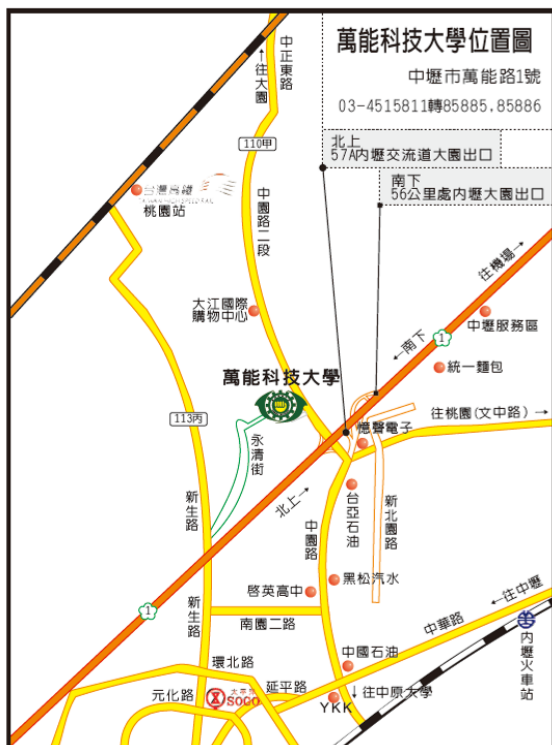 萬能科技大學位置圖
中壢市萬能路1號
03-4515811轉85885.85886
北上
57A內壢交流道大園出口
南下
56公里處內壢大園出口
中正東路
←往大園
110甲
台灣高鐵
TAIWAN HIGH SPEED RAIL
桃園站
中園路二段
往機場→
大江國際
購物中心
中壢服務區
←南下
1
統一麵包
萬能科技大學
113丙
往桃園(文中路)→
憶聲電子
永清街
北上→
台亞石油
新北園路
新生路
中園路
黑松汽水
啓英高中
1
新生路
南園二路
←往中壢
中華路
內壢火車站
環北路
中國石油
元化路
SOGO
延平路
↓往中原大學
YKK